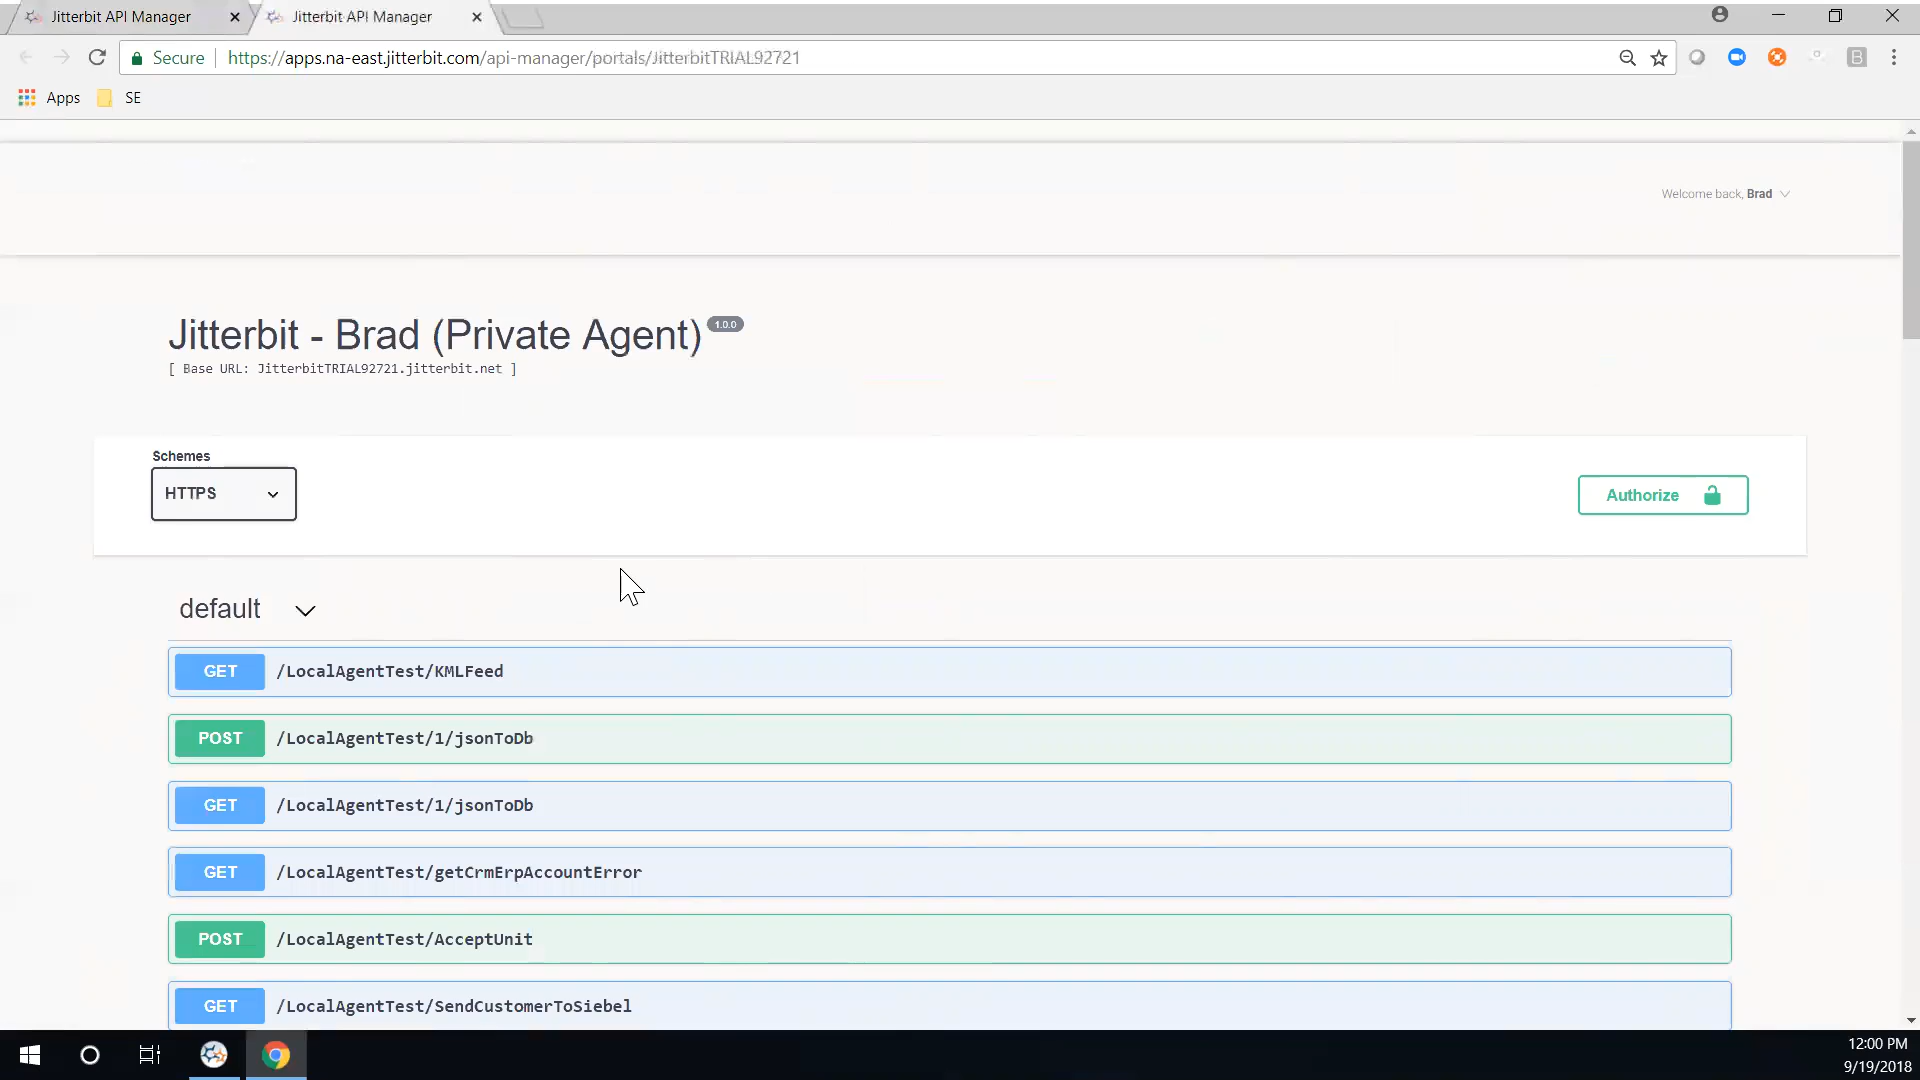 Jitterbit API Manager
Jitterbit API Manager
Secure
https://apps.na-east.jitterbit.com/api-manager/portals/JitterbitTRIAL92721
Apps
SE
B
Welcome back, Brad
Jitterbit - Brad (Private Agent) 1.0.0
[ Base URL: JitterbitTRIAL92721.jitterbit.net ]
Schemes
HTTPS
Authorize
default
GET /LocalAgentTest/KMLFeed
POST /LocalAgentTest/1/jsonToDb
GET /LocalAgentTest/1/jsonToDb
GET /LocalAgentTest/getCrmErpAccountError
POST /LocalAgentTest/AcceptUnit
GET /LocalAgentTest/SendCustomerToSiebel
12:00 PM
9/19/2018